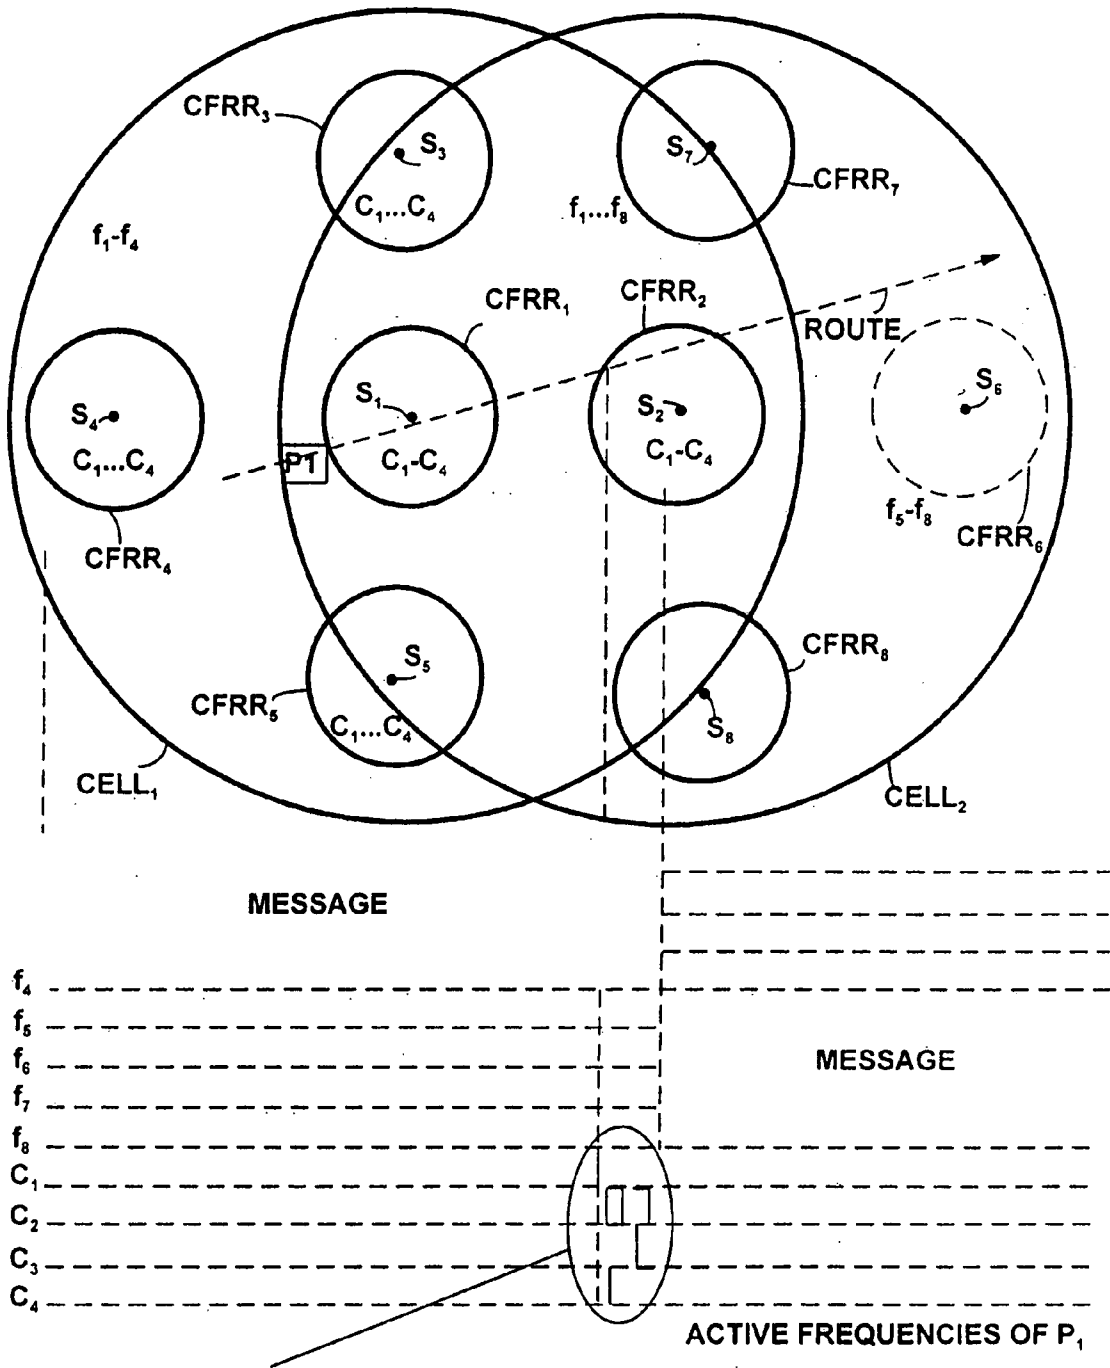 CFRR₃
S₃
C₁...C₄
S₇
CFRR₇
f₁-f₄
f₁...f₈
CFRR₁
CFRR₂
ROUTE
S₄
C₁...C₄
CFRR₄
S₁
C₁-C₄
P1
S₂
C₁-C₄
S₆
f₅-f₈
CFRR₆
S₅
CFRR₅
C₁...C₄
CFRR₈
S₈
CELL₁
CELL₂
MESSAGE
f₄
f₅
f₆
MESSAGE
f₇
f₈
C₁
C₂
C₃
C₄
ACTIVE FREQUENCIES OF P₁